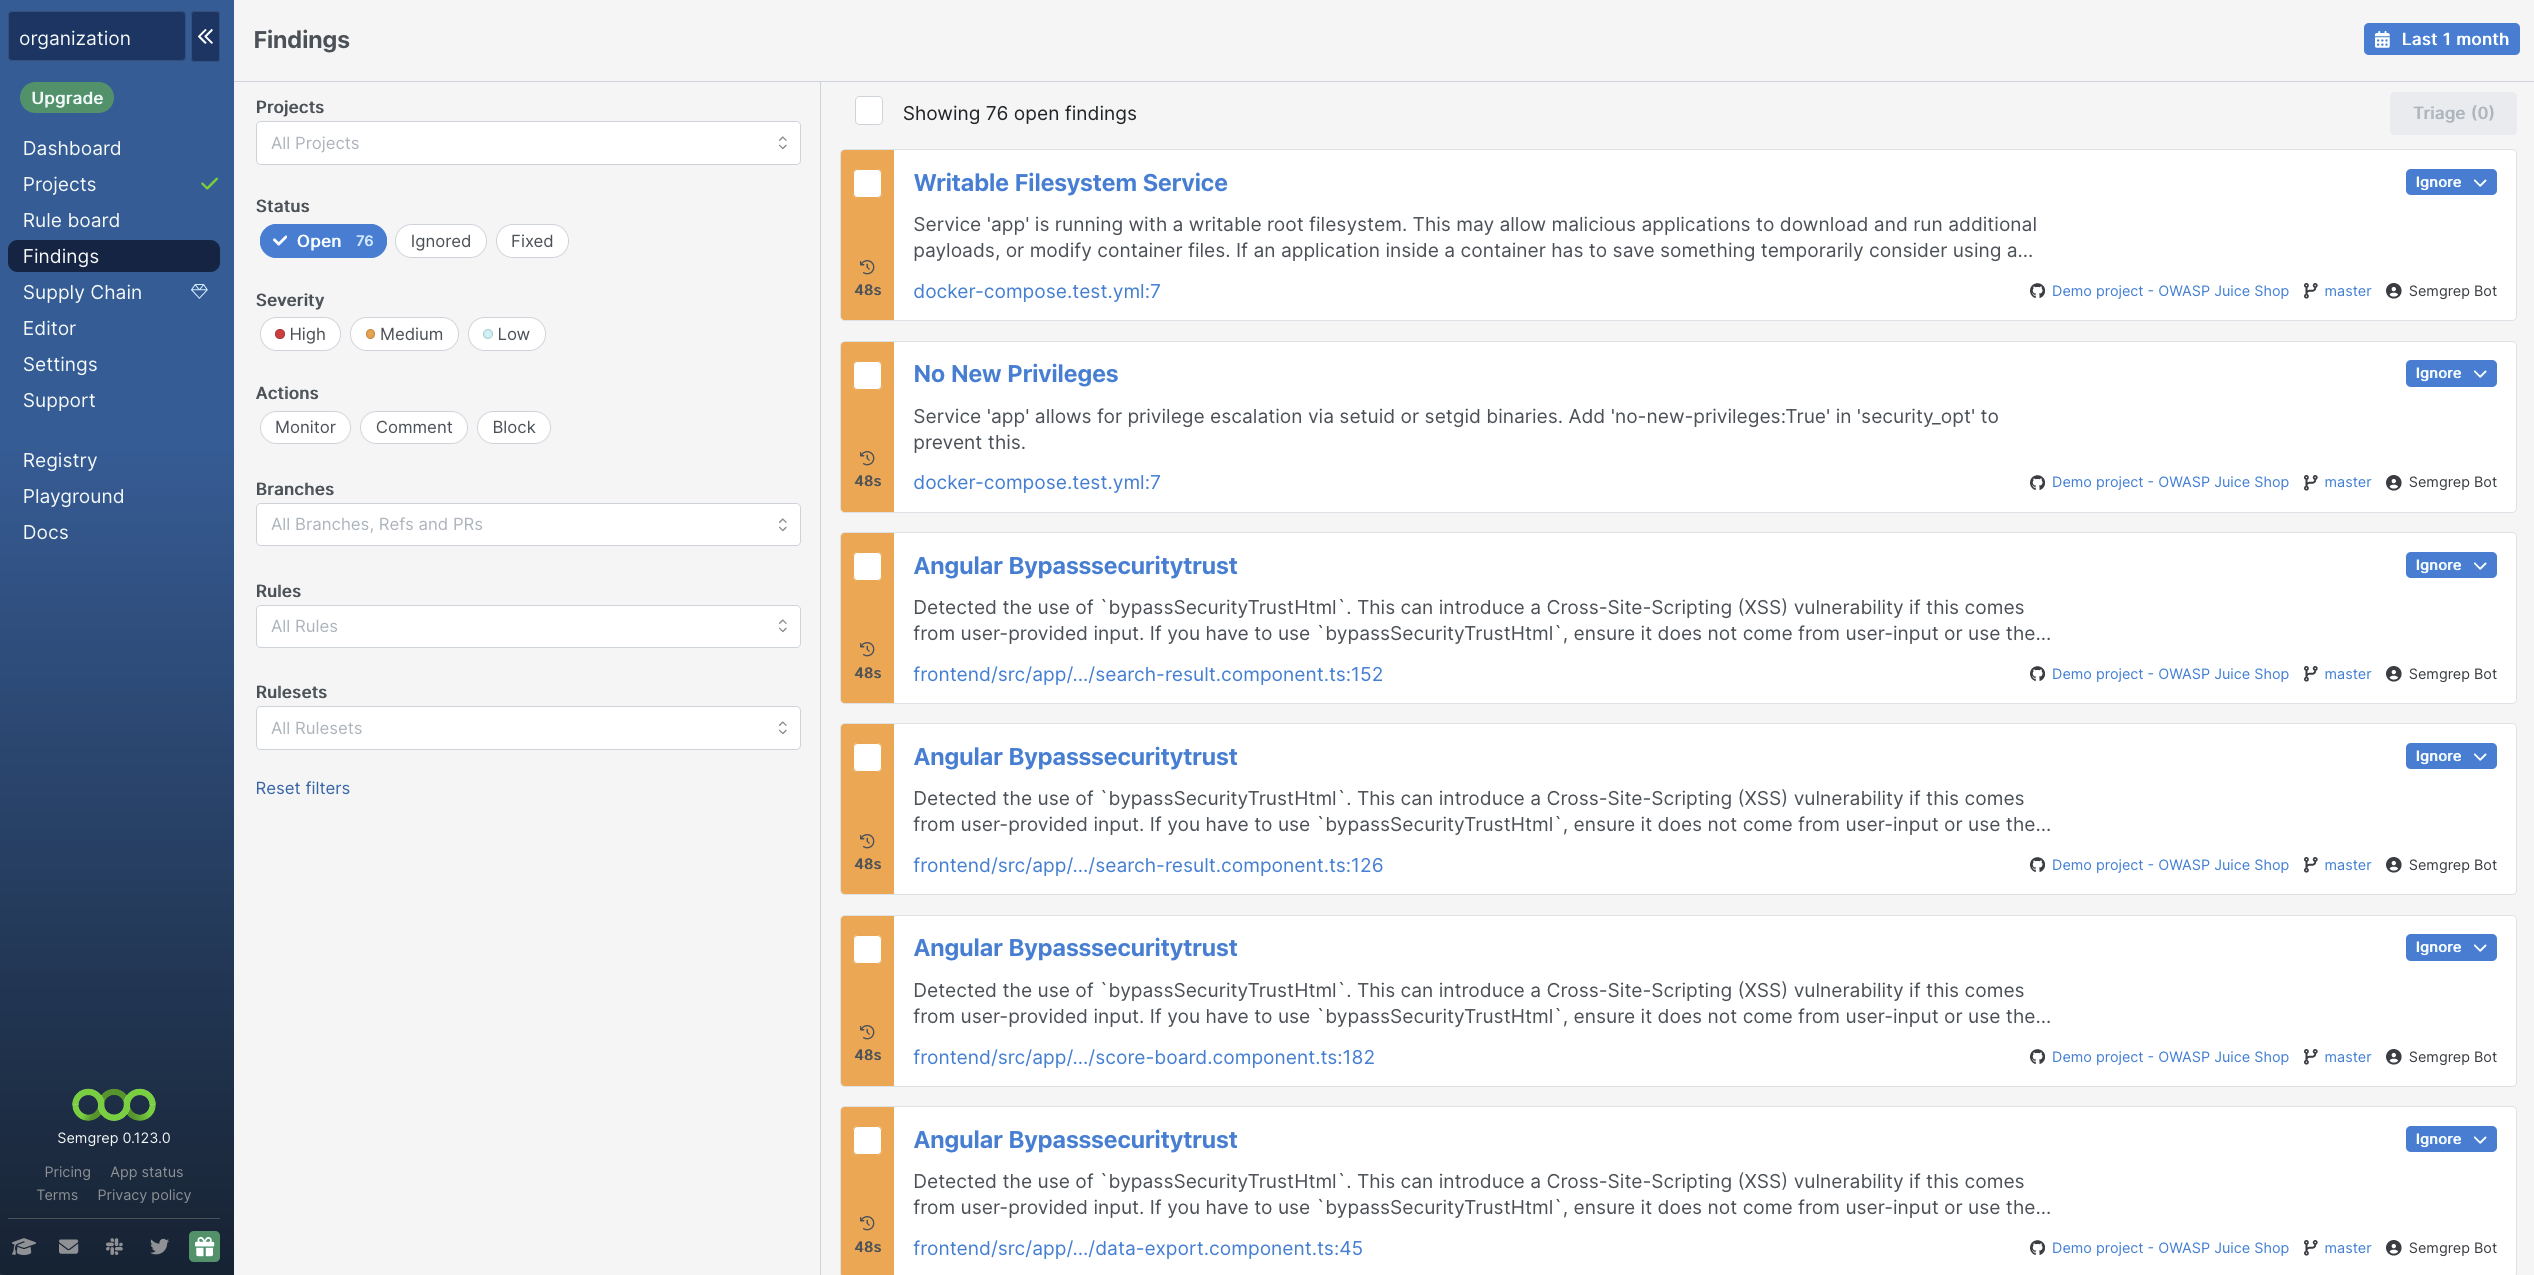 organization
Upgrade
Dashboard
Projects
Rule board
Findings
Supply Chain
Editor
Settings
Support
Registry
Playground
Docs
Semgrep 0.123.0
Pricing App status
Terms Privacy policy
Findings
Last 1 month
Projects
All Projects
Status
Open 76 Ignored Fixed
Severity
High Medium Low
Actions
Monitor Comment Block
Branches
All Branches, Refs and PRs
Rules
All Rules
Rulesets
All Rulesets
Reset filters
Showing 76 open findings
Triage (0)
Writable Filesystem Service
Ignore
Service 'app' is running with a writable root filesystem. This may allow malicious applications to download and run additional
payloads, or modify container files. If an application inside a container has to save something temporarily consider using a...
48s
docker-compose.test.yml:7
Demo project - OWASP Juice Shop master Semgrep Bot
No New Privileges
Ignore
Service 'app' allows for privilege escalation via setuid or setgid binaries. Add 'no-new-privileges:True' in 'security_opt' to
prevent this.
48s
docker-compose.test.yml:7
Demo project - OWASP Juice Shop master Semgrep Bot
Angular Bypasssecuritytrust
Ignore
Detected the use of `bypassSecurityTrustHtml`. This can introduce a Cross-Site-Scripting (XSS) vulnerability if this comes
from user-provided input. If you have to use `bypassSecurityTrustHtml`, ensure it does not come from user-input or use the...
48s
frontend/src/app/.../search-result.component.ts:152
Demo project - OWASP Juice Shop master Semgrep Bot
Angular Bypasssecuritytrust
Ignore
Detected the use of `bypassSecurityTrustHtml`. This can introduce a Cross-Site-Scripting (XSS) vulnerability if this comes
from user-provided input. If you have to use `bypassSecurityTrustHtml`, ensure it does not come from user-input or use the...
48s
frontend/src/app/.../search-result.component.ts:126
Demo project - OWASP Juice Shop master Semgrep Bot
Angular Bypasssecuritytrust
Ignore
Detected the use of `bypassSecurityTrustHtml`. This can introduce a Cross-Site-Scripting (XSS) vulnerability if this comes
from user-provided input. If you have to use `bypassSecurityTrustHtml`, ensure it does not come from user-input or use the...
48s
frontend/src/app/.../score-board.component.ts:182
Demo project - OWASP Juice Shop master Semgrep Bot
Angular Bypasssecuritytrust
Ignore
Detected the use of `bypassSecurityTrustHtml`. This can introduce a Cross-Site-Scripting (XSS) vulnerability if this comes
from user-provided input. If you have to use `bypassSecurityTrustHtml`, ensure it does not come from user-input or use the...
48s
frontend/src/app/.../data-export.component.ts:45
Demo project - OWASP Juice Shop master Semgrep Bot